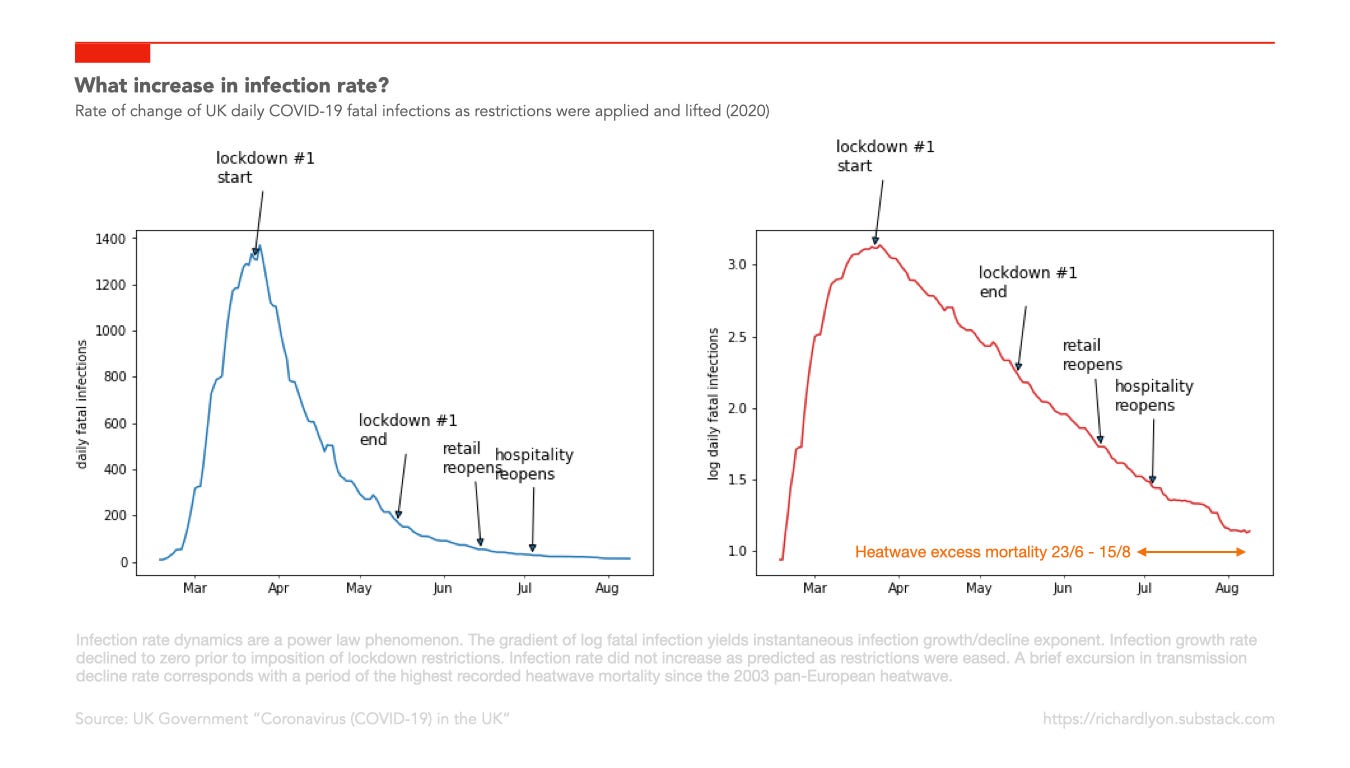 What increase in infection rate?
Rate of change of UK daily COVID-19 fatal infections as restrictions were applied and lifted (2020)
lockdown #1
start
1400
1200
1000
800
600
400
200
0
daily fatal infections
lockdown #1
end
retail
reopens
hospitality
reopens
Mar
Apr
May
Jun
Jul
Aug
lockdown #1
start
3.0
2.5
2.0
1.5
1.0
log daily fatal infections
lockdown #1
end
retail
reopens
hospitality
reopens
Heatwave excess mortality 23/6 - 15/8
Mar
Apr
May
Jun
Jul
Aug
Infection rate dynamics are a power law phenomenon. The gradient of log fatal infection yields instantaneous infection growth/decline exponent. Infection growth rate
declined to zero prior to imposition of lockdown restrictions. Infection rate did not increase as predicted as restrictions were eased. A brief excursion in transmission
decline rate corresponds with a period of the highest recorded heatwave mortality since the 2003 pan-European heatwave.
Source: UK Government “Coronavirus (COVID-19) in the UK”
https://richardlyon.substack.com